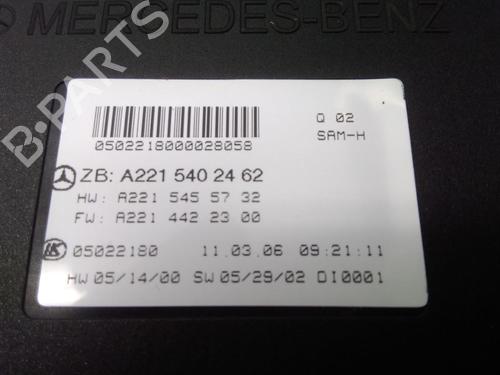 MERCEDES-BENZ
B-PARTS
Q 02
SAM-H
0502218000028058
ZB: A221 540 24 62
HW: A221 545 57 32
FW: A221 442 23 00
05022180 11.03.06 09:21:11
HW 05/14/00 SW 05/29/02 DI0001